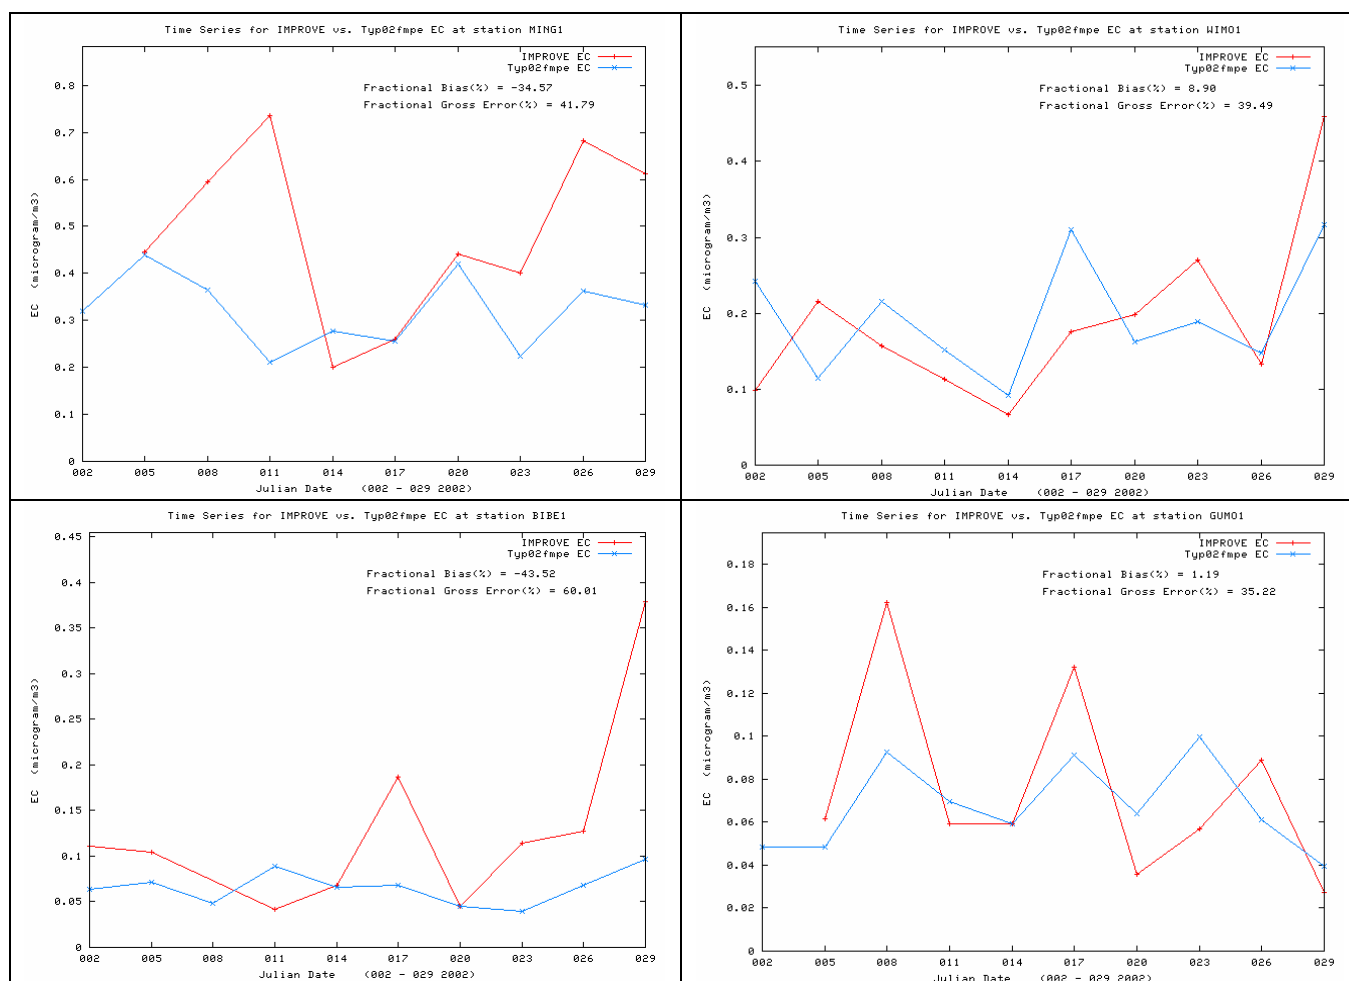 Time Series for IMPROVE vs. Typ02fmpe EC at station MING1
IMPROVE EC
Typ02fmpe EC
Fractional Bias(%) = -34.57
Fractional Gross Error(%) = 41.79
0.8
0.7
0.6
0.5
0.4
0.3
0.2
0.1
0
EC (microgram/m3)
002 005 008 011 014 017 020 023 026 029
Julian Date (002 - 029 2002)
Time Series for IMPROVE vs. Typ02fmpe EC at station WIMO1
IMPROVE EC
Typ02fmpe EC
Fractional Bias(%) = 8.90
Fractional Gross Error(%) = 39.49
0.5
0.4
0.3
0.2
0.1
0
EC (microgram/m3)
002 005 008 011 014 017 020 023 026 029
Julian Date (002 - 029 2002)
Time Series for IMPROVE vs. Typ02fmpe EC at station BIBE1
IMPROVE EC
Typ02fmpe EC
Fractional Bias(%) = -43.52
Fractional Gross Error(%) = 60.01
0.45
0.4
0.35
0.3
0.25
0.2
0.15
0.1
0.05
0
EC (microgram/m3)
002 005 008 011 014 017 020 023 026 029
Julian Date (002 - 029 2002)
Time Series for IMPROVE vs. Typ02fmpe EC at station GUMO1
IMPROVE EC
Typ02fmpe EC
Fractional Bias(%) = 1.19
Fractional Gross Error(%) = 35.22
0.18
0.16
0.14
0.12
0.1
0.08
0.06
0.04
0.02
0
EC (microgram/m3)
002 005 008 011 014 017 020 023 026 029
Julian Date (002 - 029 2002)